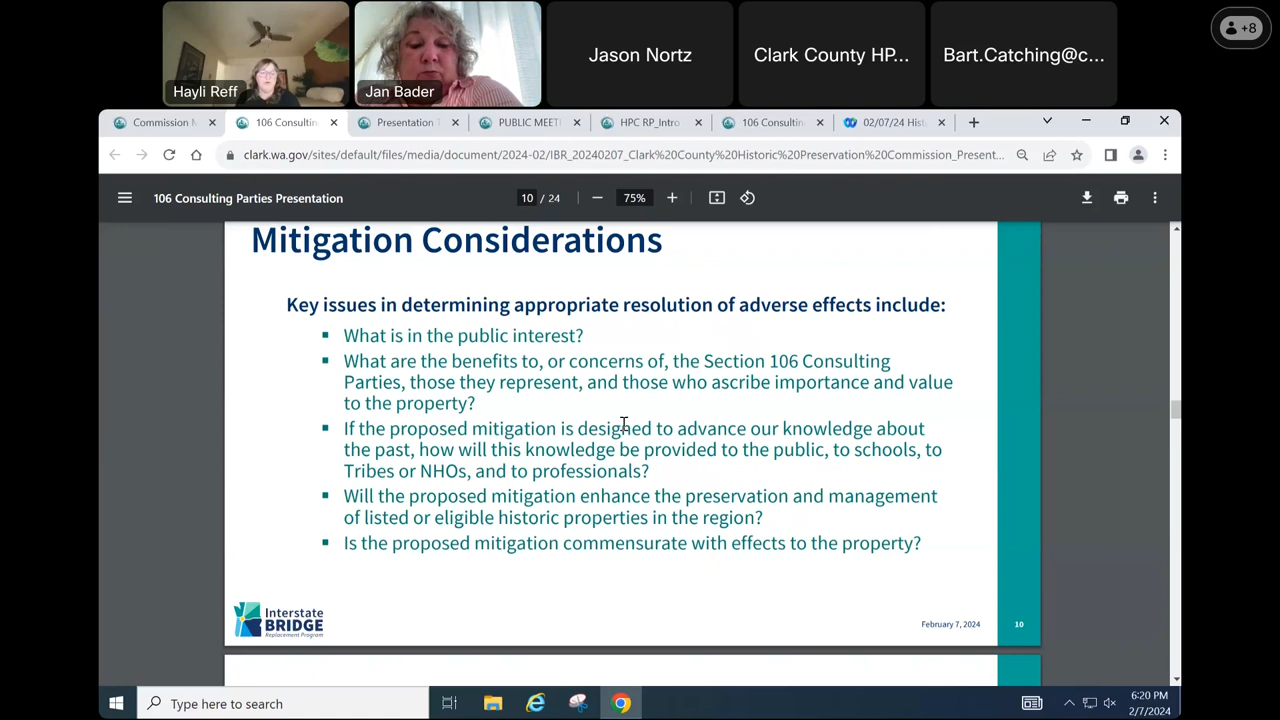 Hayli Reff
Jan Bader
Jason Nortz
Clark County HP...
Bart.Catching@c...
+8
Commission M
106 Consultin
Presentation T
PUBLIC MEET
HPC RP_Intro
106 Consultin
02/07/24 Hist
clark.wa.gov/sites/default/files/media/document/2024-02/IBR_20240207_Clark%20County%20Historic%20Preservation%20Commission_Present...
106 Consulting Parties Presentation
10 / 24
75%
Mitigation Considerations
Key issues in determining appropriate resolution of adverse effects include:
What is in the public interest?
What are the benefits to, or concerns of, the Section 106 Consulting
Parties, those they represent, and those who ascribe importance and value
to the property?
If the proposed mitigation is designed to advance our knowledge about
the past, how will this knowledge be provided to the public, to schools, to
Tribes or NHOs, and to professionals?
Will the proposed mitigation enhance the preservation and management
of listed or eligible historic properties in the region?
Is the proposed mitigation commensurate with effects to the property?
Interstate
BRIDGE
Replacement Program
February 7, 2024
10
Type here to search
6:20 PM
2/7/2024